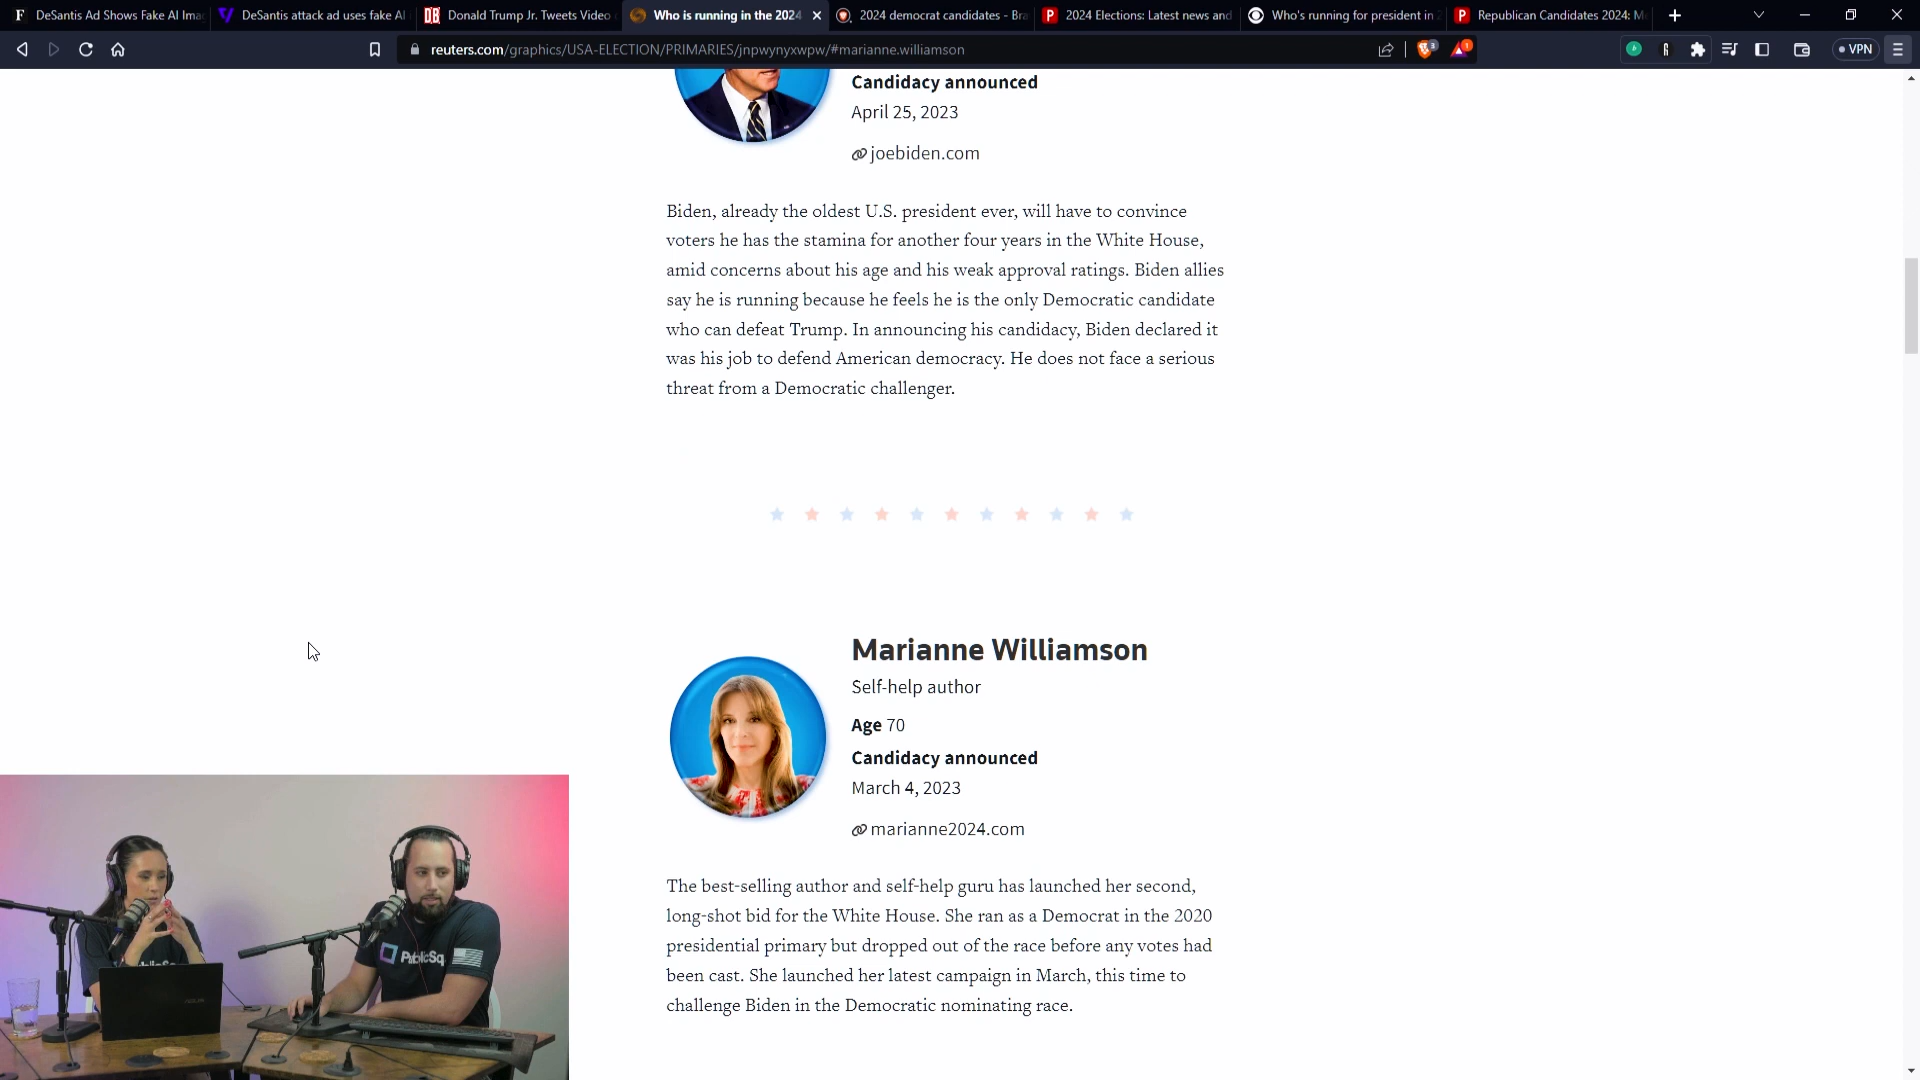 DeSantis Ad Shows Fake AI Ima
DeSantis attack ad uses fake AI
Donald Trump Jr. Tweets Video
Who is running in the 2024
2024 democrat candidates - Bra
2024 Elections: Latest news and
Who's running for president in 2
Republican Candidates 2024: M
reuters.com/graphics/USA-ELECTION/PRIMARIES/jnpwynyxwpw/#marianne.williamson
VPN
Candidacy announced
April 25, 2023
joebiden.com
Biden, already the oldest U.S. president ever, will have to convince
voters he has the stamina for another four years in the White House,
amid concerns about his age and his weak approval ratings. Biden allies
say he is running because he feels he is the only Democratic candidate
who can defeat Trump. In announcing his candidacy, Biden declared it
was his job to defend American democracy. He does not face a serious
threat from a Democratic challenger.
Marianne Williamson
Self-help author
Age 70
Candidacy announced
March 4, 2023
marianne2024.com
The best-selling author and self-help guru has launched her second,
long-shot bid for the White House. She ran as a Democrat in the 2020
presidential primary but dropped out of the race before any votes had
been cast. She launched her latest campaign in March, this time to
challenge Biden in the Democratic nominating race.